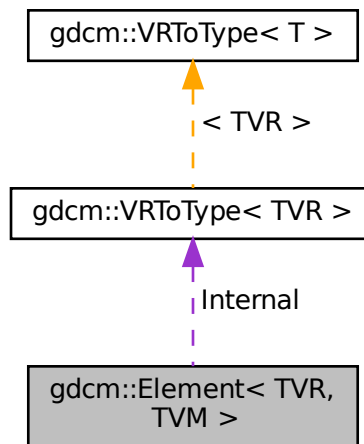 gdcm::VRToType< T >
< TVR >
gdcm::VRToType< TVR >
Internal
gdcm::Element< TVR,
TVM >